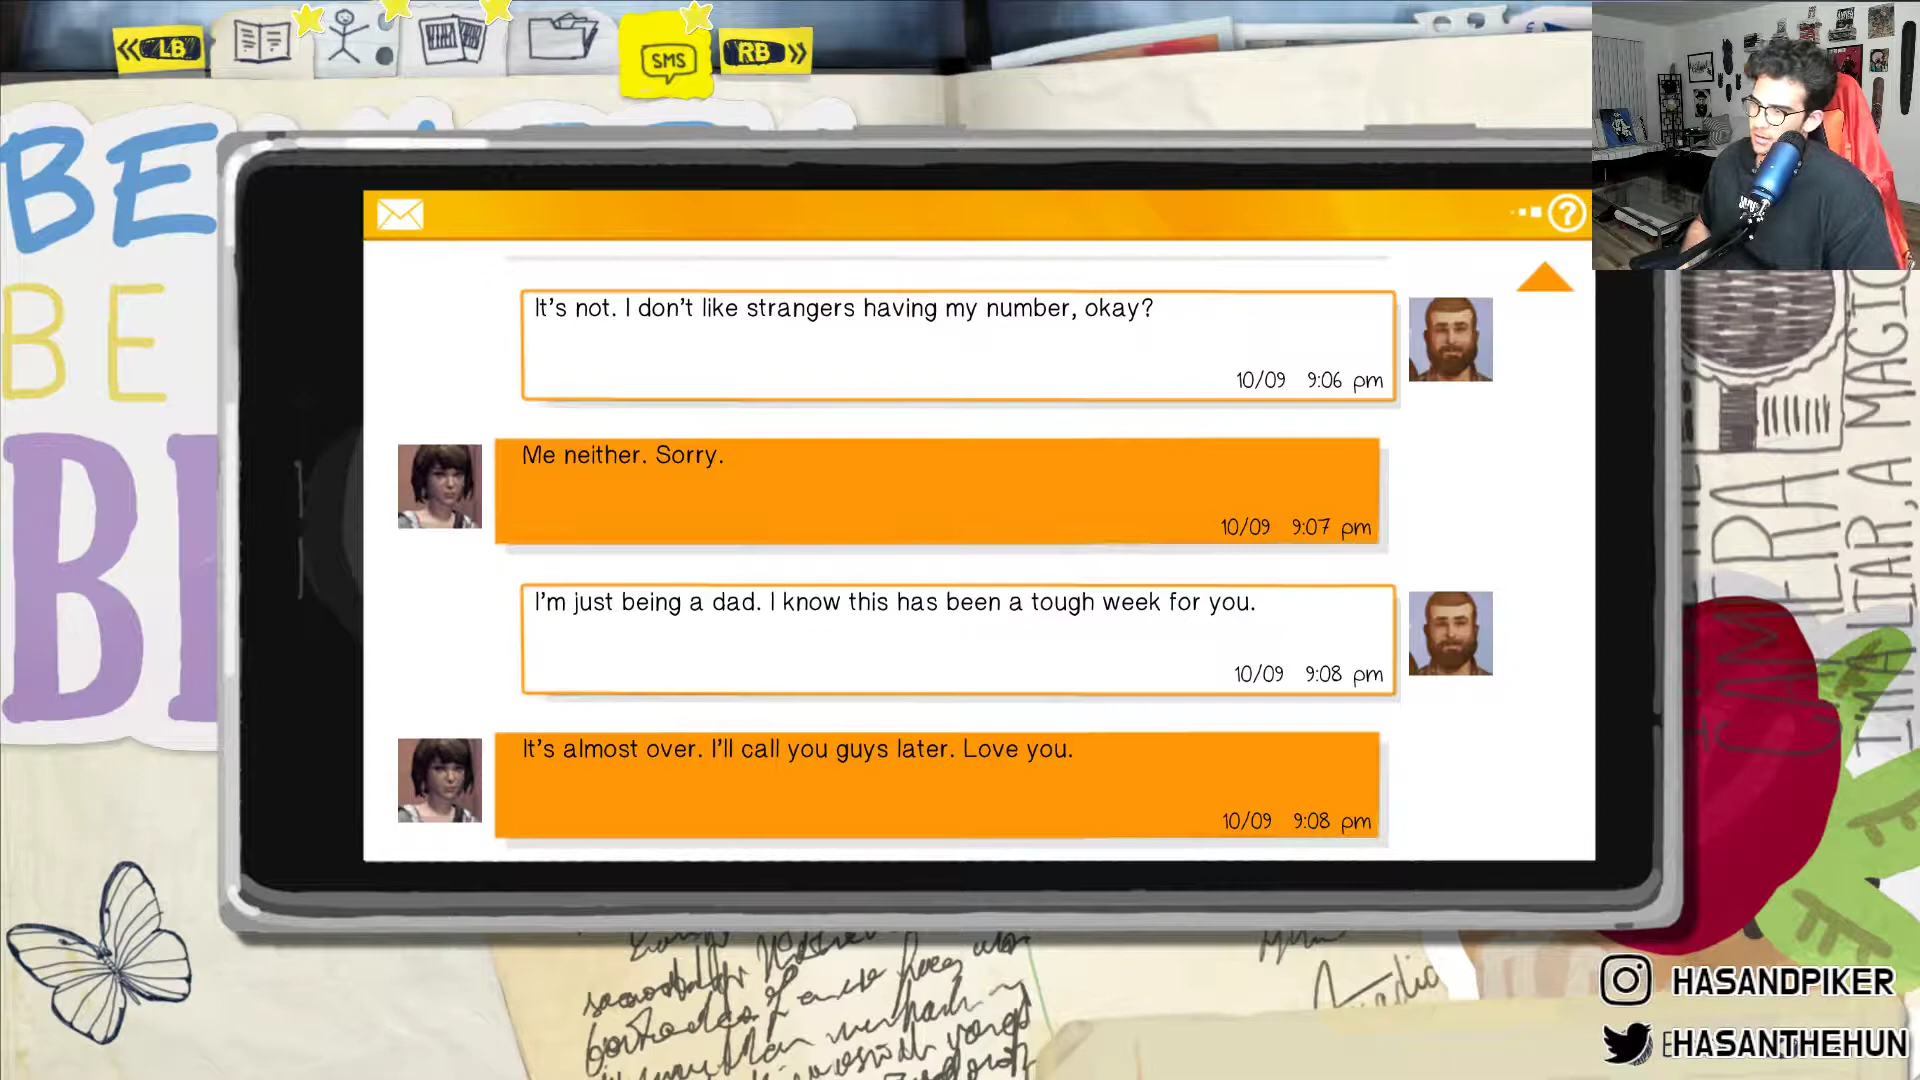 LB
SMS
RB
BE
BE
It's not. I don't like strangers having my number, okay?
10/09 9:06 pm
Me neither. Sorry.
10/09 9:07 pm
I'm just being a dad. I know this has been a tough week for you.
10/09 9:08 pm
It's almost over. I'll call you guys later. Love you.
10/09 9:08 pm
?
CAMERA
LIAR, A MAGIC
HASANDPIKER
HASANTHEHUN